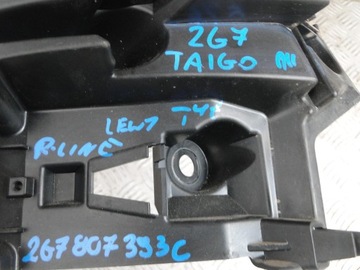 2G7
TAIGO
LEWY TYŁ
R-LINE
2G7807393C